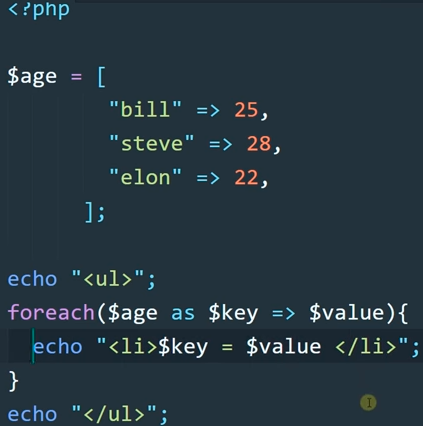 <?php
$age = [
"bill" => 25,
"steve" => 28,
"elon" => 22,
];
echo "<ul>";
foreach($age as $key => $value){
echo "<li>$key = $value </li>";
}
echo "</ul>";